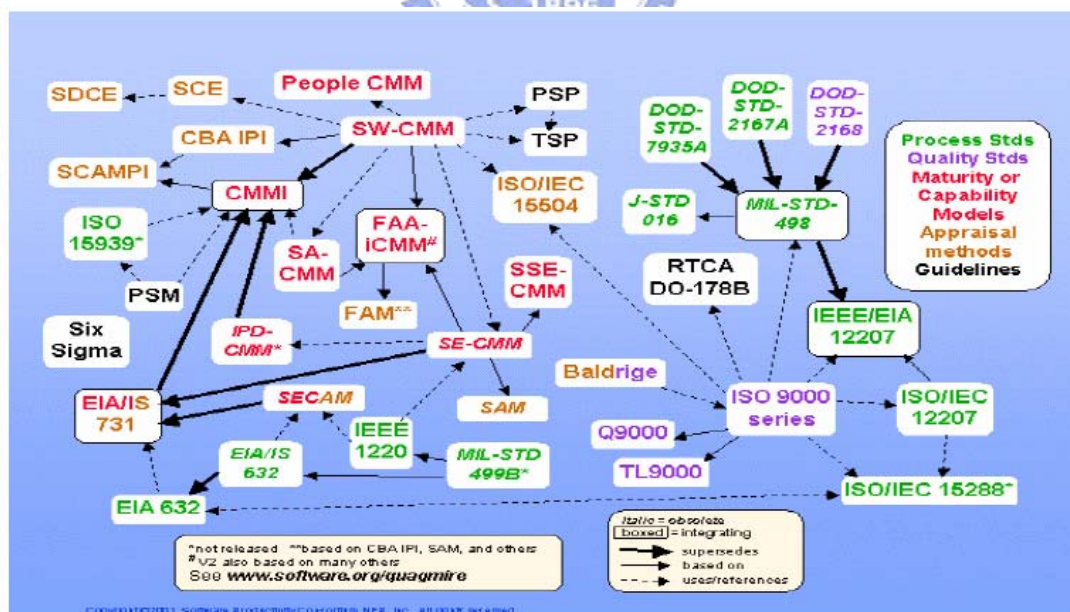 SDCE
SCE
People CMM
PSP
SW-CMM
TSP
CBA IPI
SCAMPI
CMMI
ISO/IEC
15504
ISO
15939*
SA-
CMM
FAA-
iCMM#
PSM
FAM**
SSE-
CMM
Six
Sigma
IPD-
CMM*
SE-CMM
EIA/IS
731
SECAM
SAM
IEEE
1220
EIA/IS
632
MIL-STD
499B*
EIA 632
DOD-
STD-
7935A
DOD-
STD-
2167A
DOD-
STD-
2168
J-STD
016
MIL-STD-
498
RTCA
DO-178B
IEEE/EIA
12207
Baldrige
ISO 9000
series
ISO/IEC
12207
Q9000
TL9000
ISO/IEC 15288*
Process Stds
Quality Stds
Maturity or
Capability
Models
Appraisal
methods
Guidelines
*not released **based on CBA IPI, SAM, and others
#V2 also based on many others
See www.software.org/quagmire
Italic = obsolete
boxed = integrating
supersedes
based on
uses/references